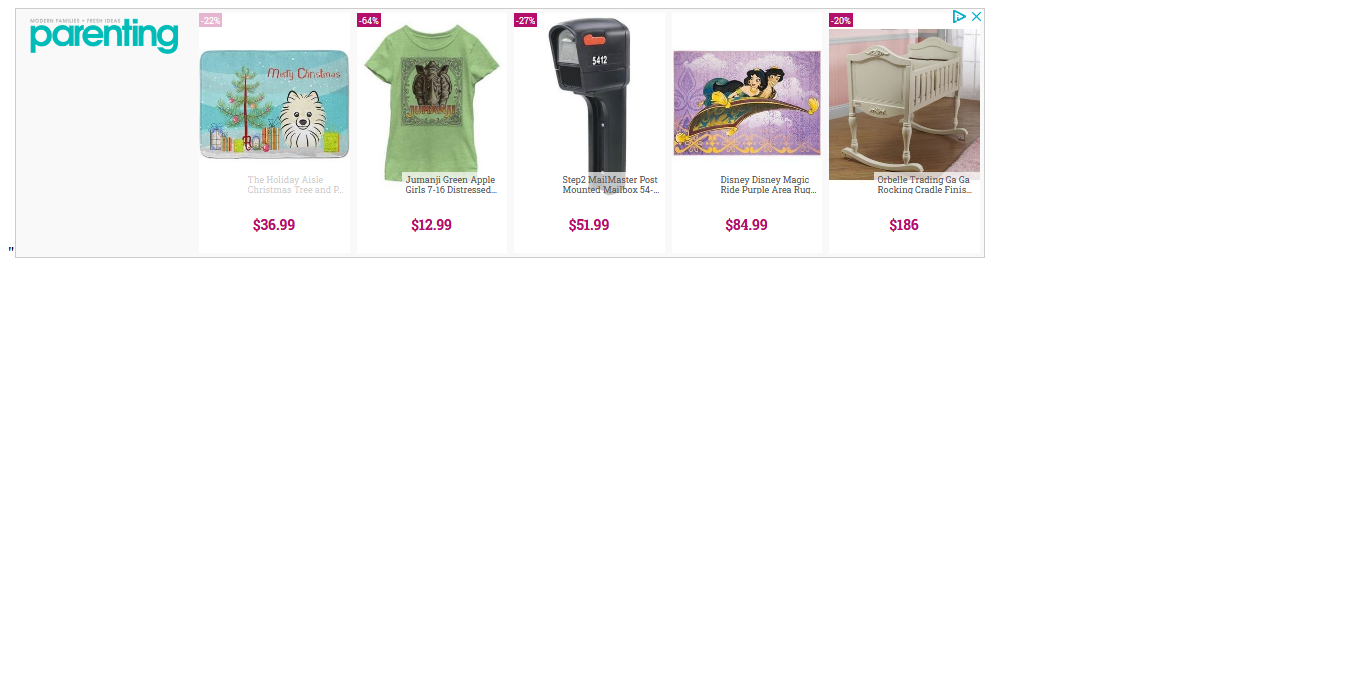 MODERN FAMILIES + FRESH IDEAS
parenting
-22%
Merry Christmas
The Holiday Aisle
Christmas Tree and P...
$36.99
-64%
JUMANJI
Jumanji Green Apple
Girls 7-16 Distressed...
$12.99
-27%
5412
Step2 MailMaster Post
Mounted Mailbox 54-...
$51.99
Disney Disney Magic
Ride Purple Area Rug...
$84.99
-20%
Orbelle Trading Ga Ga
Rocking Cradle Finis...
$186
"